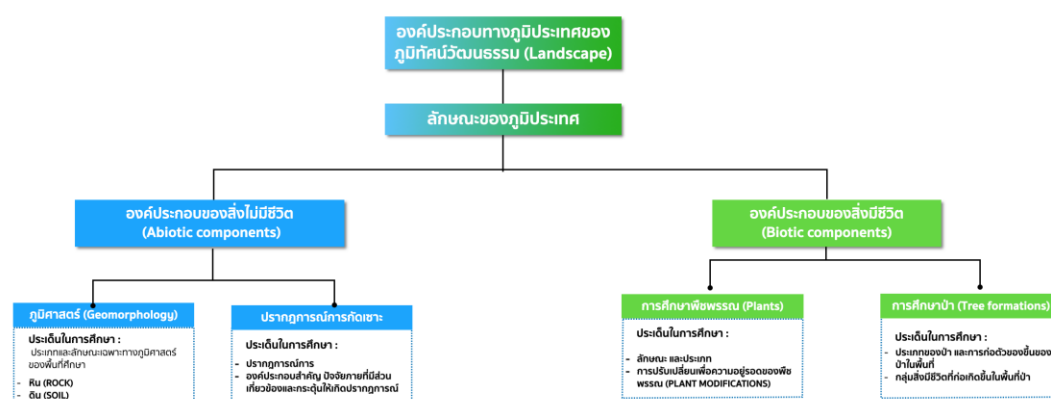 องค์ประกอบทางภูมิประเทศของ
ภูมิทัศน์วัฒนธรรม (Landscape)
ลักษณะของภูมิประเทศ
องค์ประกอบของสิ่งไม่มีชีวิต
(Abiotic components)
องค์ประกอบของสิ่งมีชีวิต
(Biotic components)
ภูมิศาสตร์ (Geomorphology)
ประเด็นในการศึกษา :
ประเภทและลักษณะเฉพาะทางภูมิศาสตร์
ของพื้นที่ศึกษา
- หิน (ROCK)
- ดิน (SOIL)
ปรากฏการณ์การกัดเซาะ
ประเด็นในการศึกษา :
- ปรากฏการณ์การ
- องค์ประกอบสำคัญ ปัจจัยภายที่มีส่วน
เกี่ยวข้องและกระตุ้นให้เกิดปรากฏการณ์
การศึกษาพืชพรรณ (Plants)
ประเด็นในการศึกษา :
- ลักษณะ และประเภท
- การปรับเปลี่ยนเพื่อความอยู่รอดของพืช
พรรณ (PLANT MODIFICATIONS)
การศึกษาป่า (Tree formations)
ประเด็นในการศึกษา :
- ประเภทของป่า และการก่อตัวของขึ้นของ
ป่าในพื้นที่
- กลุ่มสิ่งมีชีวิตที่ก่อเกิดขึ้นในพื้นที่ป่า